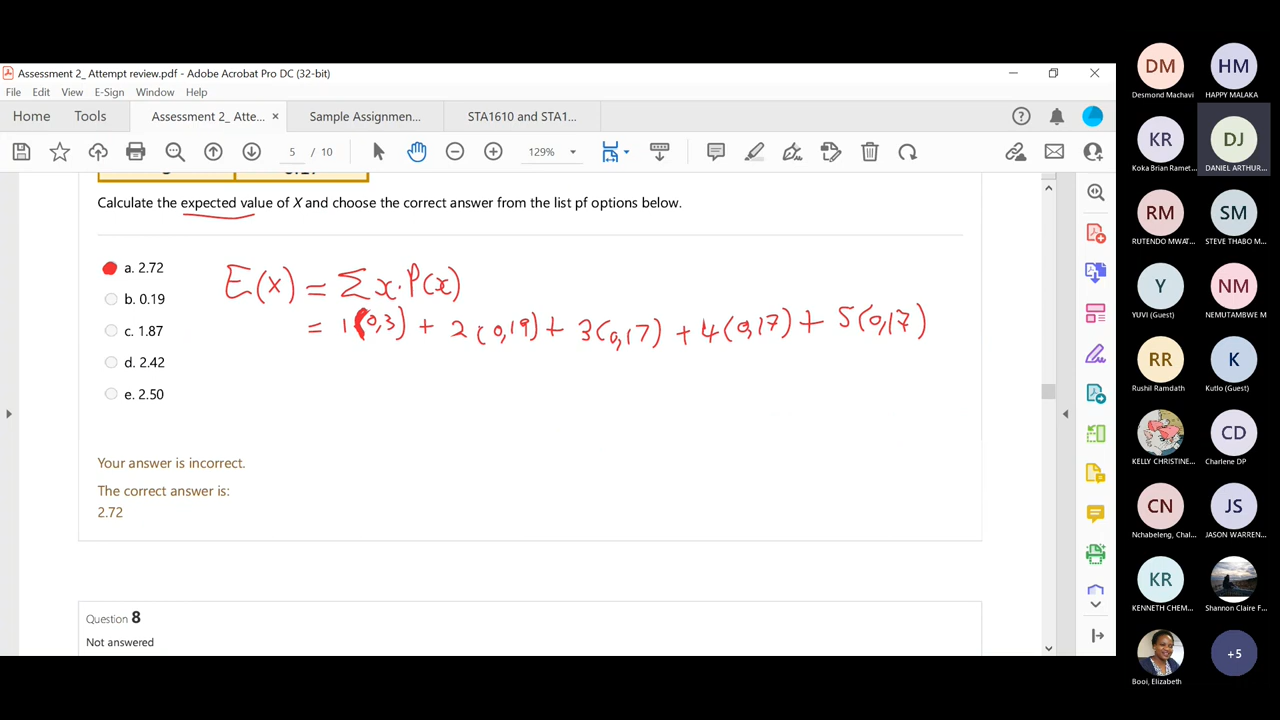 Assessment 2_ Attempt review.pdf - Adobe Acrobat Pro DC (32-bit)
File Edit View E-Sign Window Help
Home Tools Assessment 2_ Atte... × Sample Assignmen... STA1610 and STA1...
5 / 10 129%
Calculate the expected value of X and choose the correct answer from the list pf options below.
a. 2.72
b. 0.19
c. 1.87
d. 2.42
e. 2.50
E(x) = Σx·P(x)
= 1(0,3) + 2(0,19) + 3(0,17) + 4(0,17) + 5(0,17)
Your answer is incorrect.
The correct answer is:
2.72
Question 8
Not answered
DM HM
Desmond Machavi HAPPY MALAKA
KR DJ
Koka Brian Ramet... DANIEL ARTHUR...
RM SM
RUTENDO MWAT... STEVE THABO M...
Y NM
YUVI (Guest) NEMUTAMBWE M
RR K
Rushil Ramdath Kutlo (Guest)
CD
KELLY CHRISTINE... Charlene DP
CN JS
Nchabeleng, Chal... JASON WARREN...
KR
KENNETH CHEM... Shannon Claire F...
+5
Booi, Elizabeth